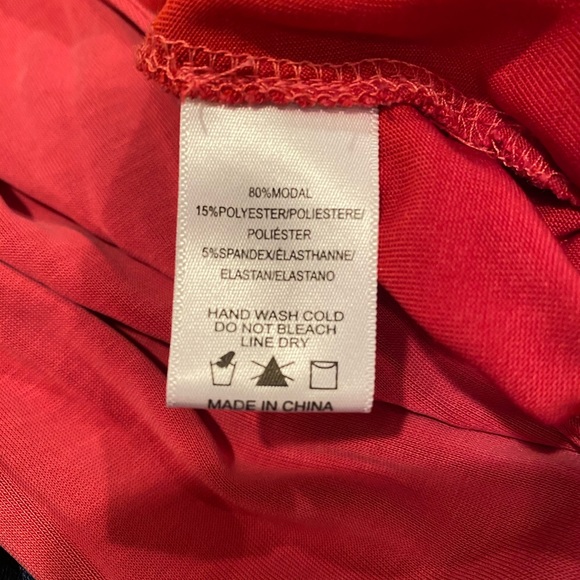 80%MODAL
15%POLYESTER/POLIESTERE/
POLIÉSTER
5%SPANDEX/ÉLASTHANNE/
ELASTAN/ELASTANO
HAND WASH COLD
DO NOT BLEACH
LINE DRY
MADE IN CHINA